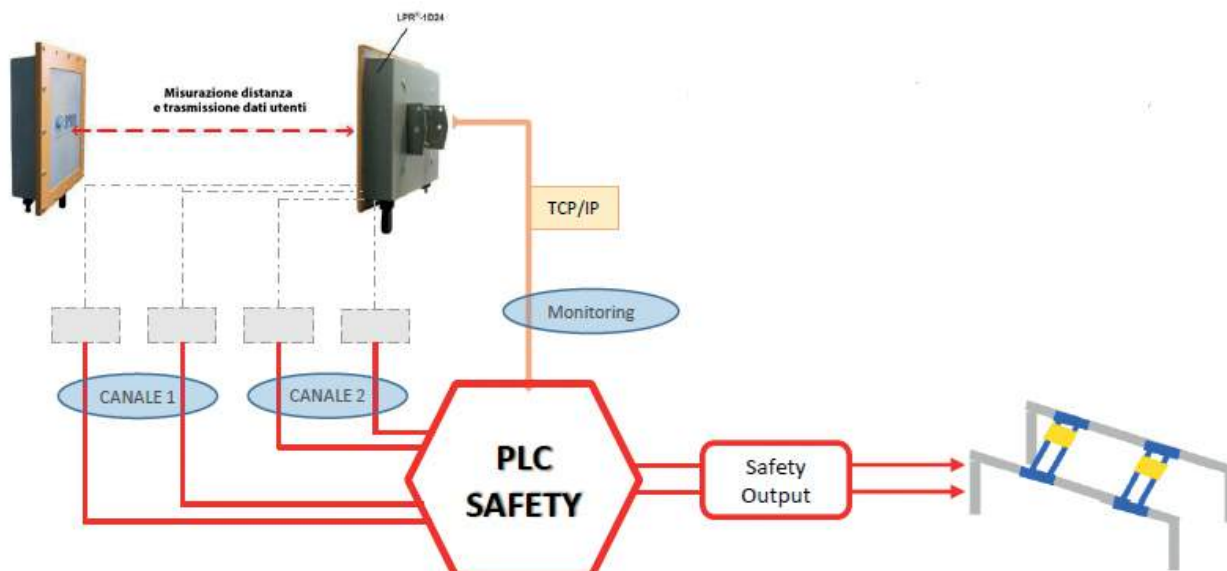 LPR®-1D24
Misurazione distanza
e trasmissione dati utenti
TCP/IP
Monitoring
CANALE 1
CANALE 2
PLC
SAFETY
Safety
Output